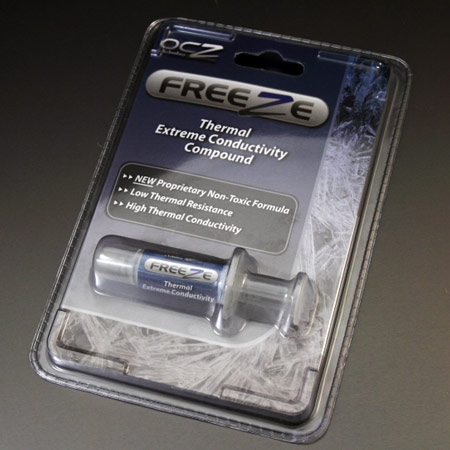 OCZ
FREEZE
Thermal
Extreme Conductivity
Compound
▸▸ NEW Proprietary Non-Toxic Formula
▸▸ Low Thermal Resistance
▸▸ High Thermal Conductivity
FREEZE
Thermal
Extreme Conductivity